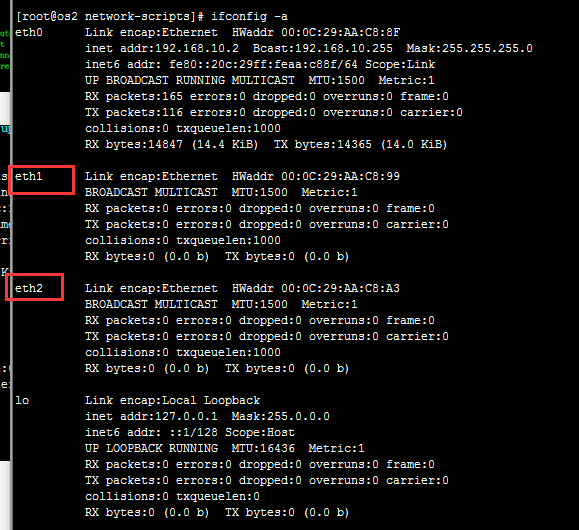 [root@os2 network-scripts]# ifconfig -a
eth0 Link encap:Ethernet HWaddr 00:0C:29:AA:C8:8F
inet addr:192.168.10.2 Bcast:192.168.10.255 Mask:255.255.255.0
inet6 addr: fe80::20c:29ff:feaa:c88f/64 Scope:Link
UP BROADCAST RUNNING MULTICAST MTU:1500 Metric:1
RX packets:165 errors:0 dropped:0 overruns:0 frame:0
TX packets:116 errors:0 dropped:0 overruns:0 carrier:0
collisions:0 txqueuelen:1000
RX bytes:14847 (14.4 KiB) TX bytes:14365 (14.0 KiB)
eth1 Link encap:Ethernet HWaddr 00:0C:29:AA:C8:99
BROADCAST MULTICAST MTU:1500 Metric:1
RX packets:0 errors:0 dropped:0 overruns:0 frame:0
TX packets:0 errors:0 dropped:0 overruns:0 carrier:0
collisions:0 txqueuelen:1000
RX bytes:0 (0.0 b) TX bytes:0 (0.0 b)
eth2 Link encap:Ethernet HWaddr 00:0C:29:AA:C8:A3
BROADCAST MULTICAST MTU:1500 Metric:1
RX packets:0 errors:0 dropped:0 overruns:0 frame:0
TX packets:0 errors:0 dropped:0 overruns:0 carrier:0
collisions:0 txqueuelen:1000
RX bytes:0 (0.0 b) TX bytes:0 (0.0 b)
lo Link encap:Local Loopback
inet addr:127.0.0.1 Mask:255.0.0.0
inet6 addr: ::1/128 Scope:Host
UP LOOPBACK RUNNING MTU:16436 Metric:1
RX packets:0 errors:0 dropped:0 overruns:0 frame:0
TX packets:0 errors:0 dropped:0 overruns:0 carrier:0
collisions:0 txqueuelen:0
RX bytes:0 (0.0 b) TX bytes:0 (0.0 b)